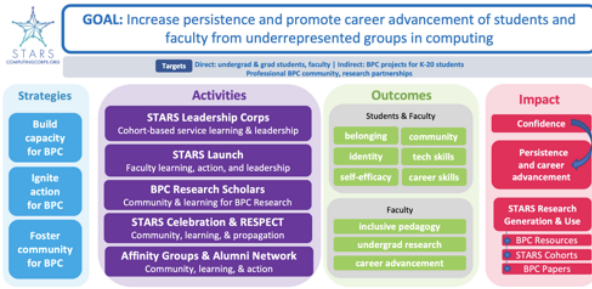 STARS
COMPUTINGCORPS.ORG
GOAL: Increase persistence and promote career advancement of students and
faculty from underrepresented groups in computing
Targets
Direct: undergrad & grad students, faculty | Indirect: BPC projects for K-20 students
Professional BPC community, research partnerships
Strategies
Build
capacity
for BPC
Ignite
action
for BPC
Foster
community
for BPC
Activities
STARS Leadership Corps
Cohort-based service learning & leadership
STARS Launch
Faculty learning, action, and leadership
BPC Research Scholars
Community & learning for BPC Research
STARS Celebration & RESPECT
Community, learning, & propagation
Affinity Groups & Alumni Network
Community, learning, & action
Outcomes
Students & Faculty
belonging
community
identity
tech skills
self-efficacy
career skills
Faculty
inclusive pedagogy
undergrad research
career advancement
Impact
Confidence
Persistence
and career
advancement
STARS Research
Generation & Use
BPC Resources
STARS Cohorts
BPC Papers